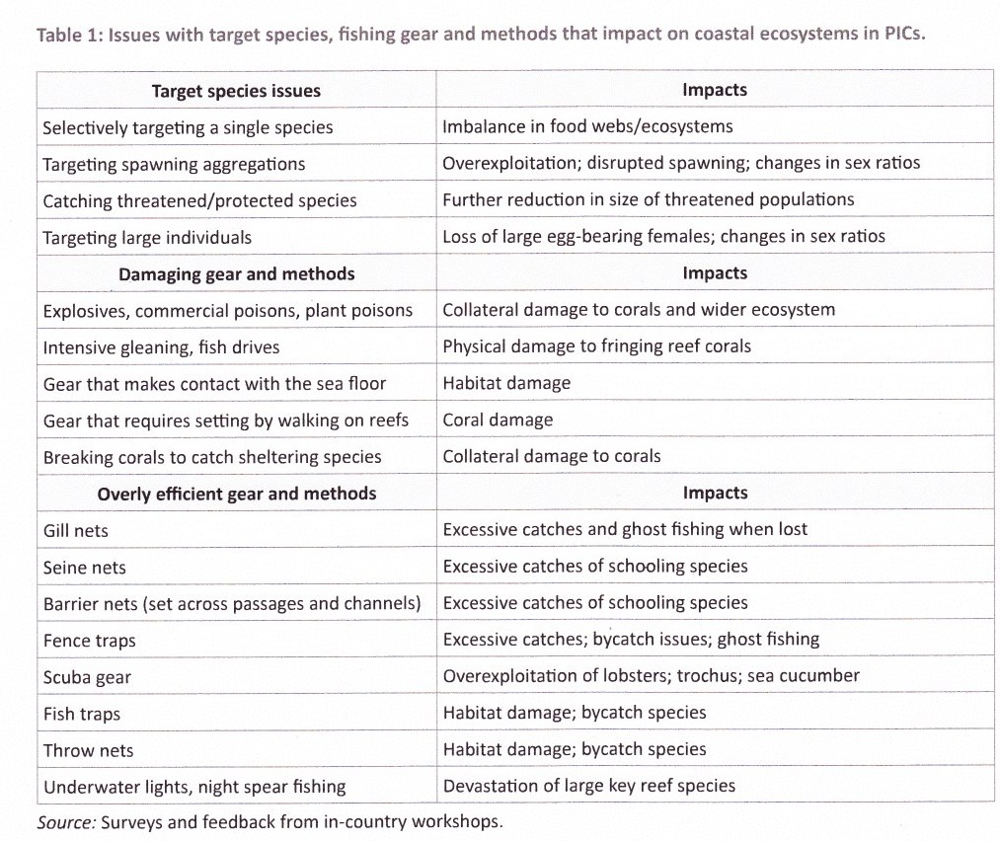 Table 1: Issues with target species, fishing gear and methods that impact on coastal ecosystems in PICs.
Target species issues Impacts
Selectively targeting a single species Imbalance in food webs/ecosystems
Targeting spawning aggregations Overexploitation; disrupted spawning; changes in sex ratios
Catching threatened/protected species Further reduction in size of threatened populations
Targeting large individuals Loss of large egg-bearing females; changes in sex ratios
Damaging gear and methods Impacts
Explosives, commercial poisons, plant poisons Collateral damage to corals and wider ecosystem
Intensive gleaning, fish drives Physical damage to fringing reef corals
Gear that makes contact with the sea floor Habitat damage
Gear that requires setting by walking on reefs Coral damage
Breaking corals to catch sheltering species Collateral damage to corals
Overly efficient gear and methods Impacts
Gill nets Excessive catches and ghost fishing when lost
Seine nets Excessive catches of schooling species
Barrier nets (set across passages and channels) Excessive catches of schooling species
Fence traps Excessive catches; bycatch issues; ghost fishing
Scuba gear Overexploitation of lobsters; trochus; sea cucumber
Fish traps Habitat damage; bycatch species
Throw nets Habitat damage; bycatch species
Underwater lights, night spear fishing Devastation of large key reef species
Source: Surveys and feedback from in-country workshops.